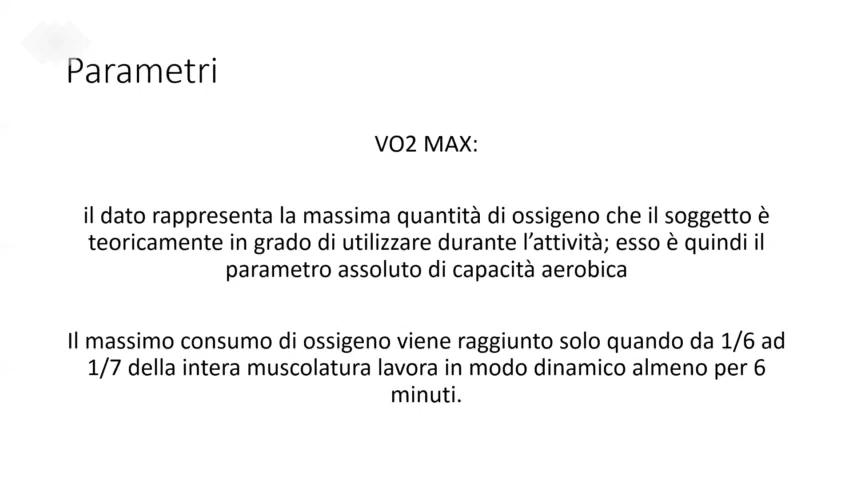 Parametri
VO2 MAX:
il dato rappresenta la massima quantità di ossigeno che il soggetto è
teoricamente in grado di utilizzare durante l’attività; esso è quindi il
parametro assoluto di capacità aerobica
Il massimo consumo di ossigeno viene raggiunto solo quando da 1/6 ad
1/7 della intera muscolatura lavora in modo dinamico almeno per 6
minuti.